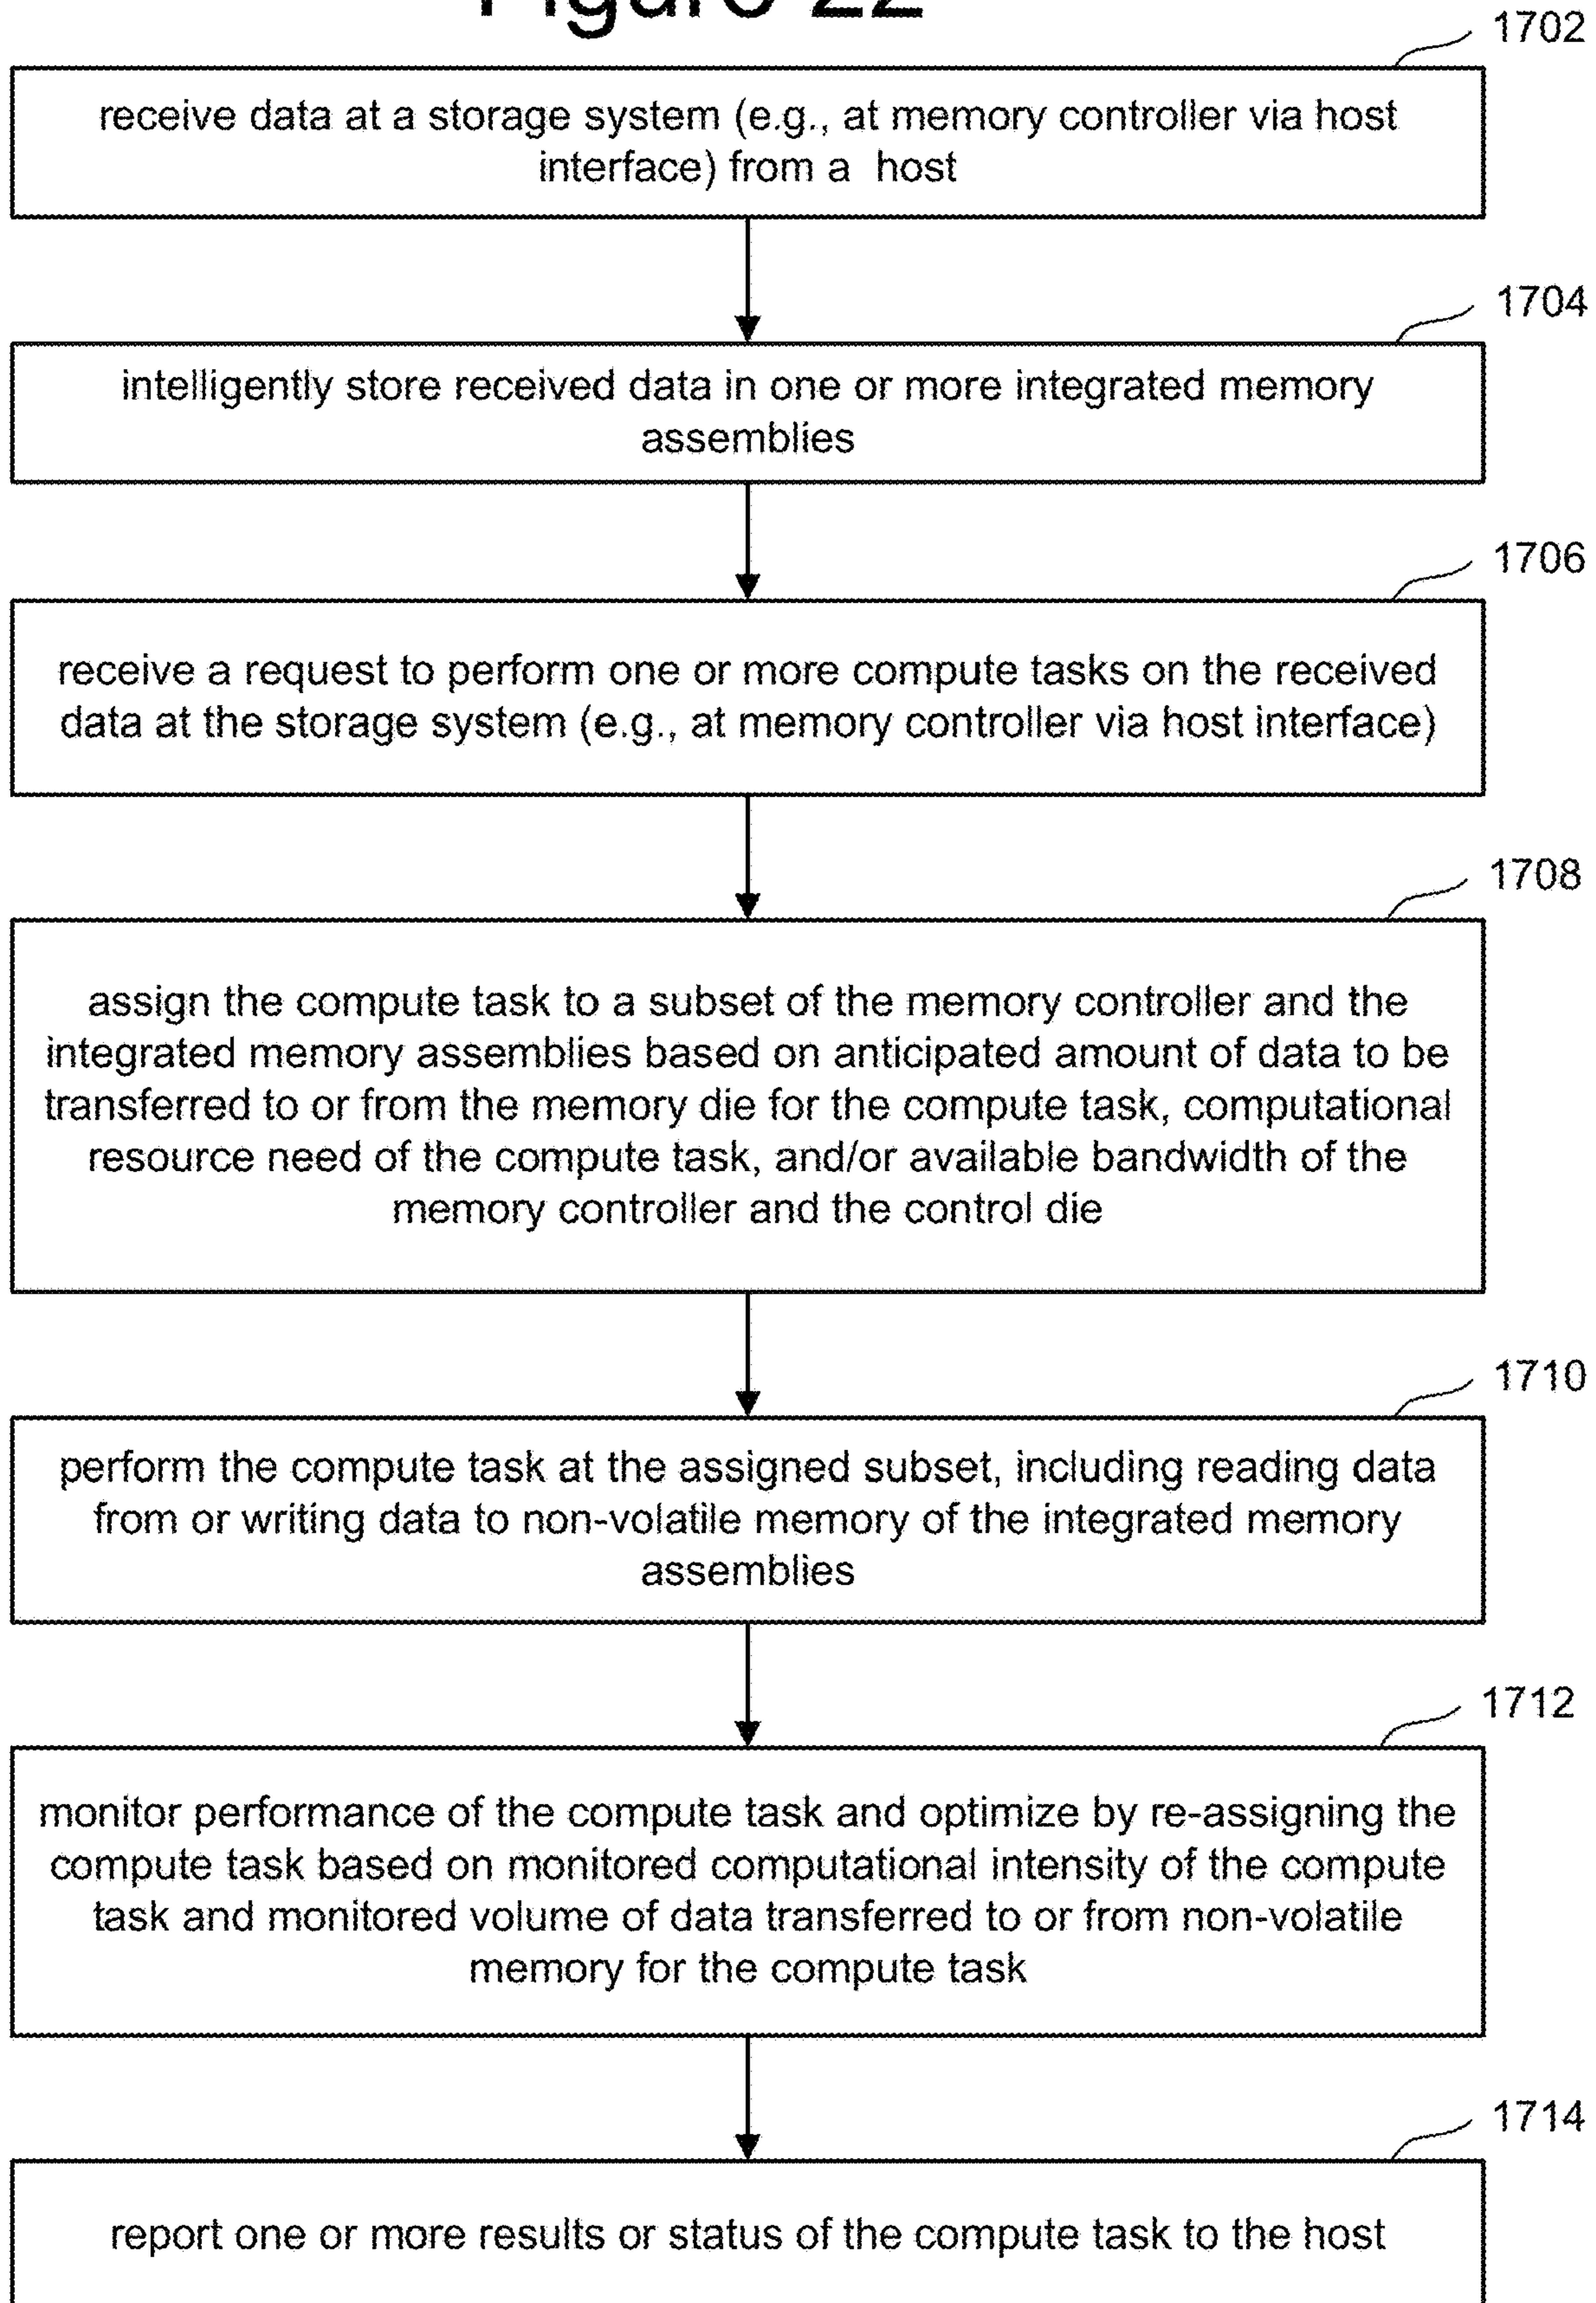 Figure 22
1702
receive data at a storage system (e.g., at memory controller via host
interface) from a host
1704
intelligently store received data in one or more integrated memory
assemblies
1706
receive a request to perform one or more compute tasks on the received
data at the storage system (e.g., at memory controller via host interface)
1708
assign the compute task to a subset of the memory controller and the
integrated memory assemblies based on anticipated amount of data to be
transferred to or from the memory die for the compute task, computational
resource need of the compute task, and/or available bandwidth of the
memory controller and the control die
1710
perform the compute task at the assigned subset, including reading data
from or writing data to non-volatile memory of the integrated memory
assemblies
1712
monitor performance of the compute task and optimize by re-assigning the
compute task based on monitored computational intensity of the compute
task and monitored volume of data transferred to or from non-volatile
memory for the compute task
1714
report one or more results or status of the compute task to the host